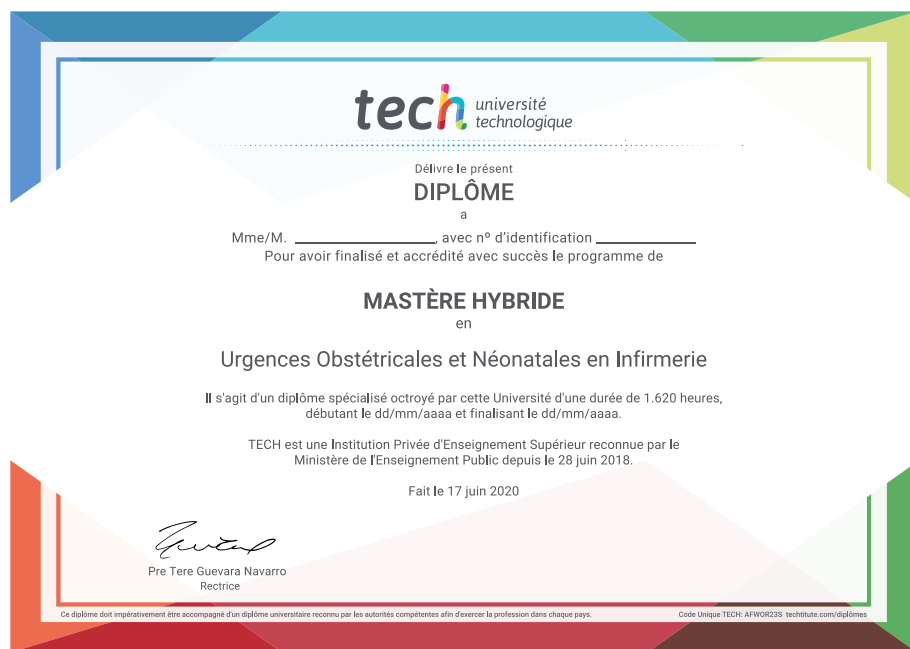 tech université
technologique
Délivre le présent
DIPLÔME
a
Mme/M. ____________, avec nº d'identification ____________
Pour avoir finalisé et accrédité avec succès le programme de
MASTÈRE HYBRIDE
en
Urgences Obstétricales et Néonatales en Infirmerie
Il s'agit d'un diplôme spécialisé octroyé par cette Université d'une durée de 1.620 heures,
débutant le dd/mm/aaaa et finalisant le dd/mm/aaaa.
TECH est une Institution Privée d'Enseignement Supérieur reconnue par le
Ministère de l'Enseignement Public depuis le 28 juin 2018.
Fait le 17 juin 2020
Pre Tere Guevara Navarro
Rectrice
Ce diplôme doit impérativement être accompagné d'un diplôme universitaire reconnu par les autorités compétentes afin d'exercer la profession dans chaque pays.
Code Unique TECH: AFWOR23S techtitute.com/diplômes